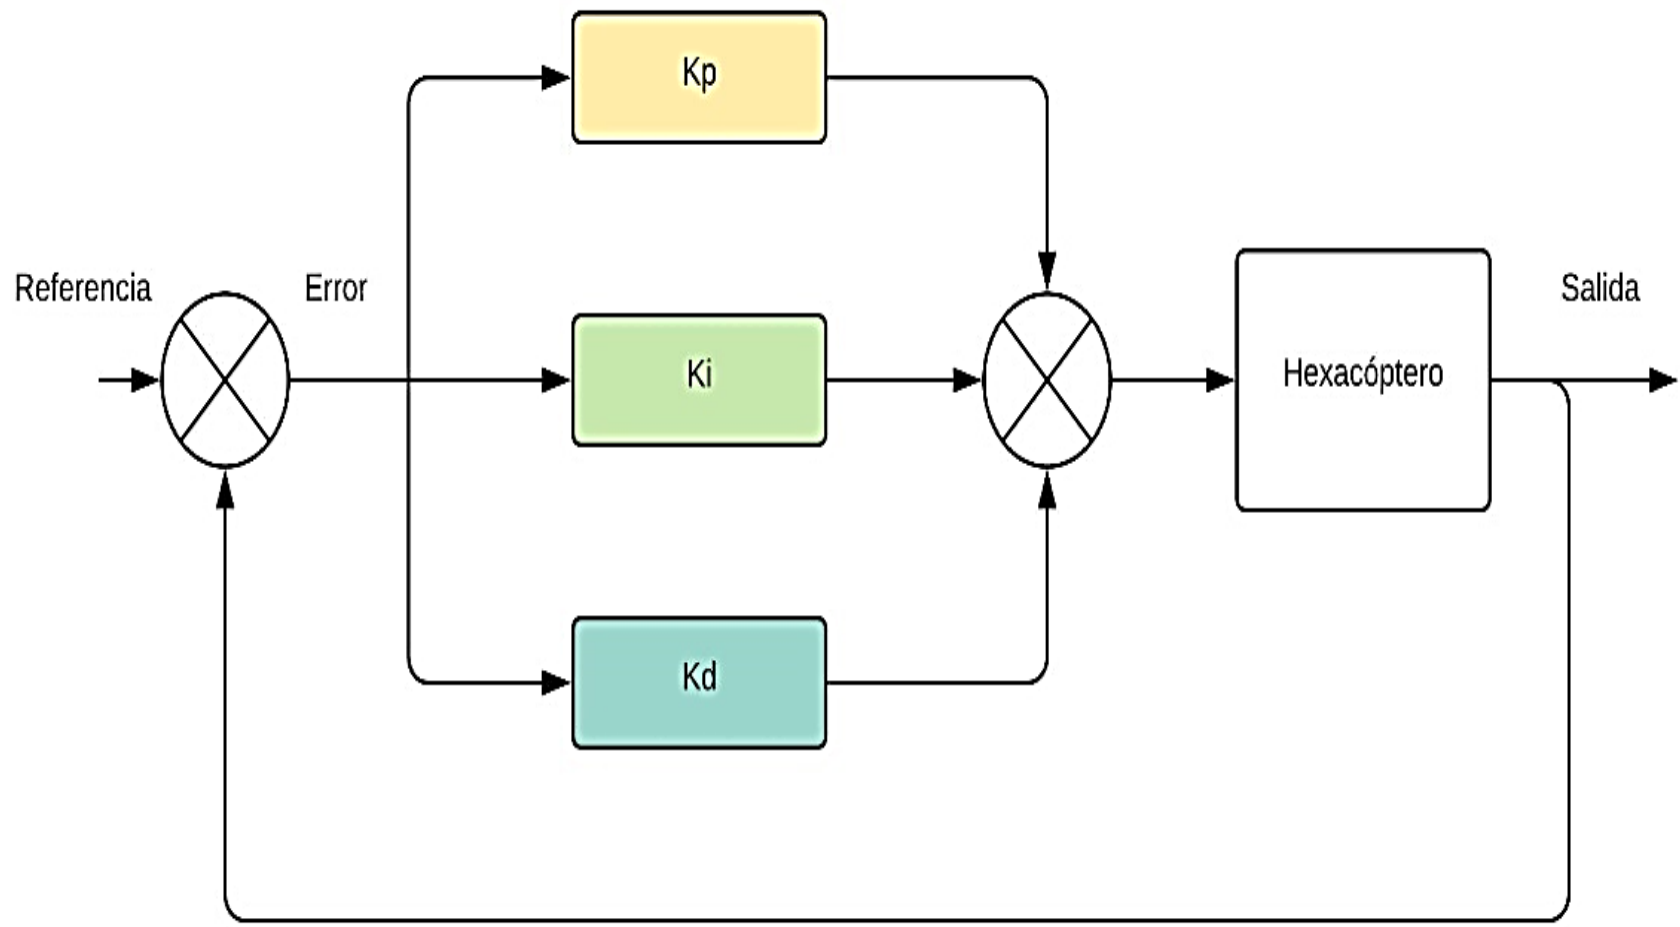 Kp
Referencia
Error
Ki
Hexacóptero
Salida
Kd